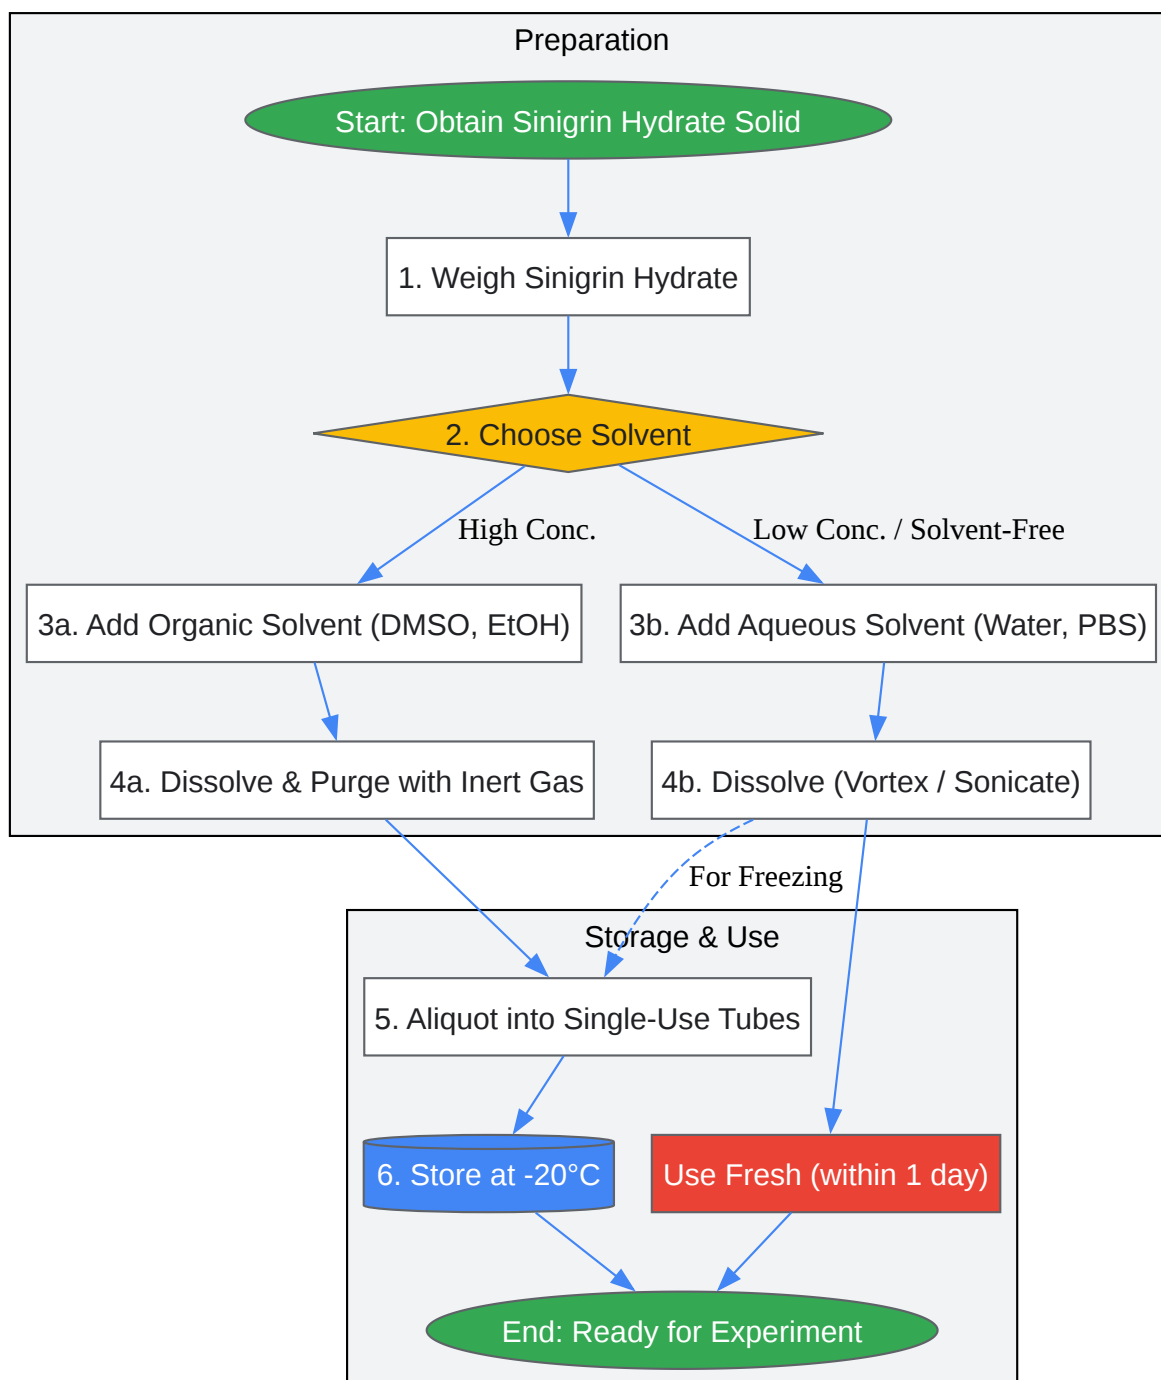 Preparation
Start: Obtain Sinigrin Hydrate Solid
1. Weigh Sinigrin Hydrate
2. Choose Solvent
High Conc.
Low Conc. / Solvent-Free
3a. Add Organic Solvent (DMSO, EtOH)
3b. Add Aqueous Solvent (Water, PBS)
4a. Dissolve & Purge with Inert Gas
4b. Dissolve (Vortex / Sonicate)
For Freezing
Storage & Use
5. Aliquot into Single-Use Tubes
6. Store at -20°C
Use Fresh (within 1 day)
End: Ready for Experiment